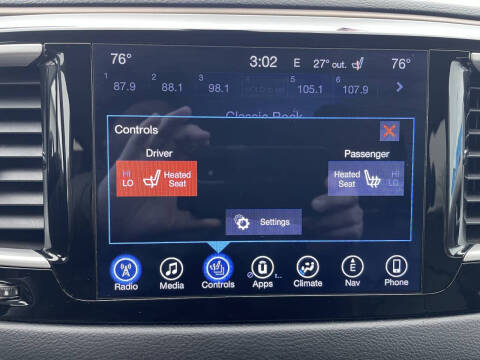 76° 3:02 E 27° out. 76°
1 87.9 2 88.1 3 98.1 5 105.1 6 107.9 >
Classic Rock
Controls X
Driver Passenger
HI LO Heated Seat Heated Seat HI LO
Settings
Radio Media Controls Apps Climate E Nav Phone